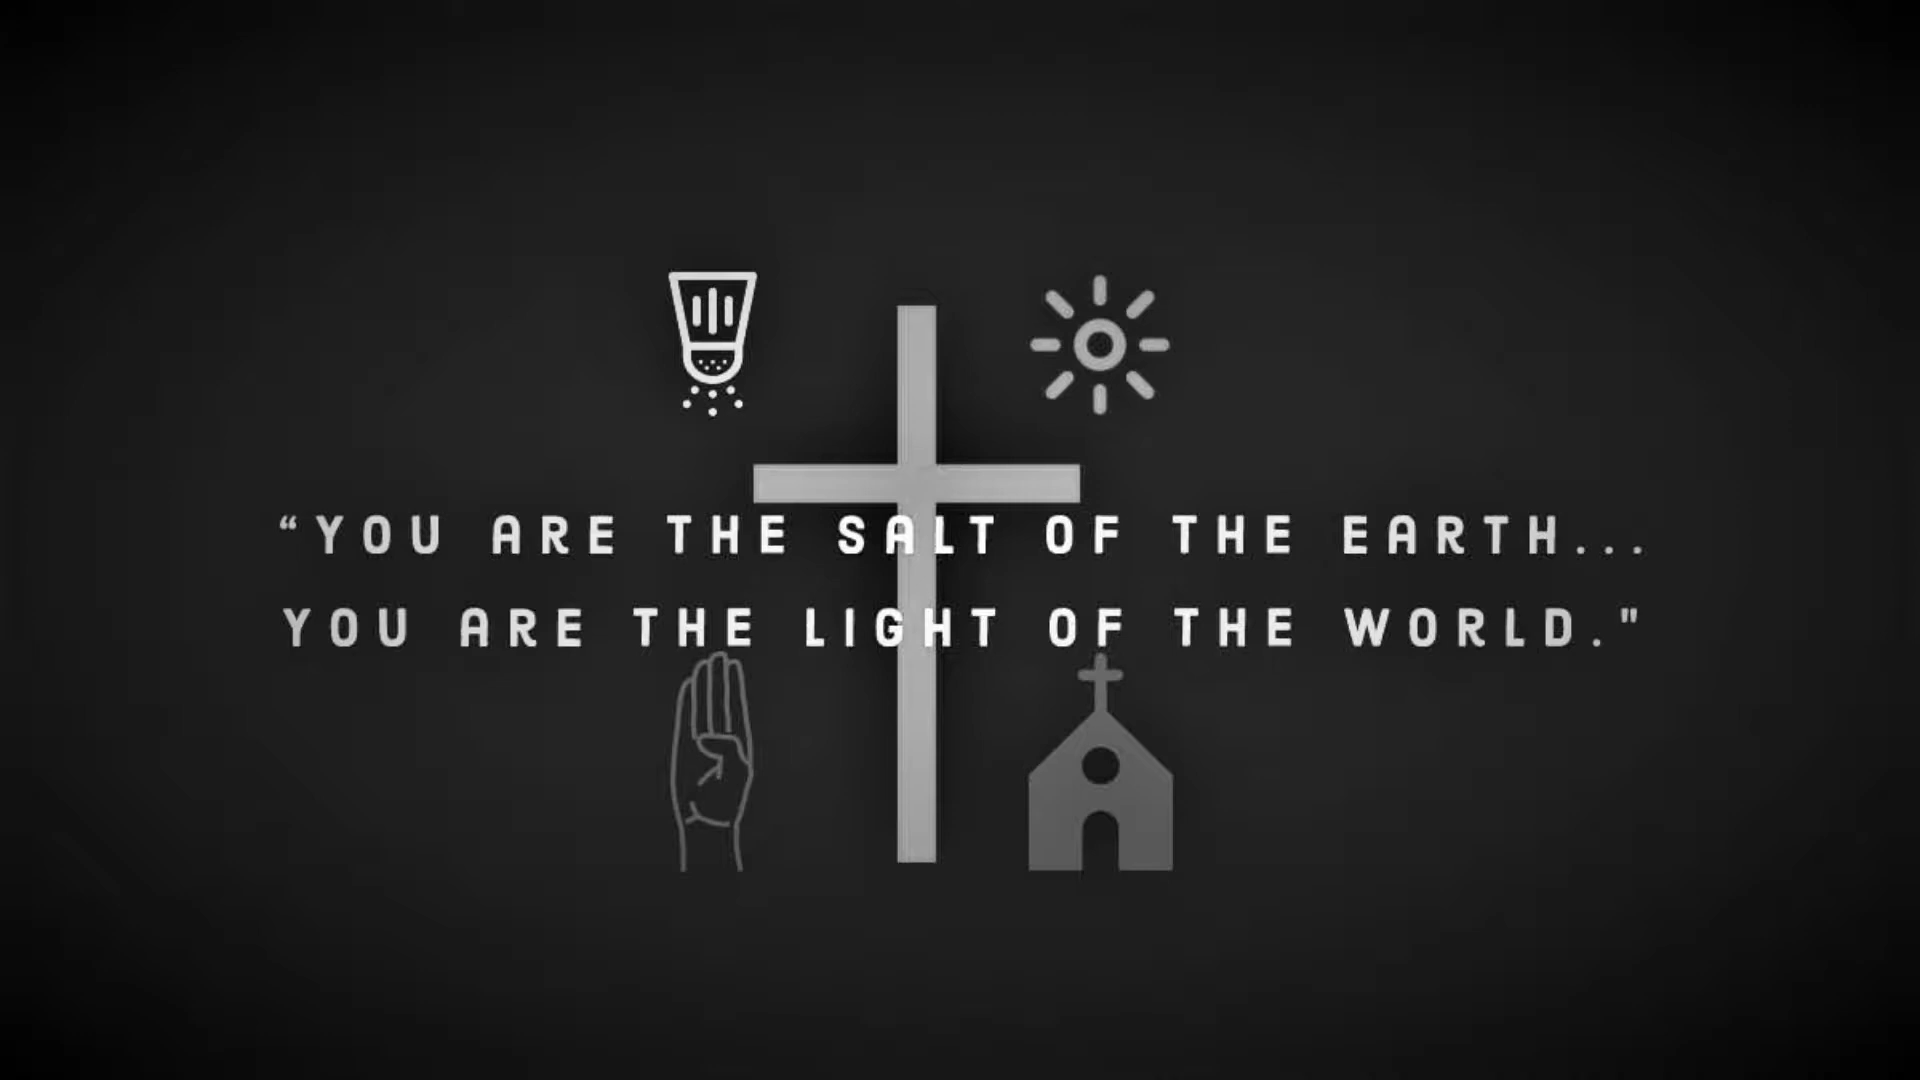 “YOU ARE THE SALT OF THE EARTH...
YOU ARE THE LIGHT OF THE WORLD."